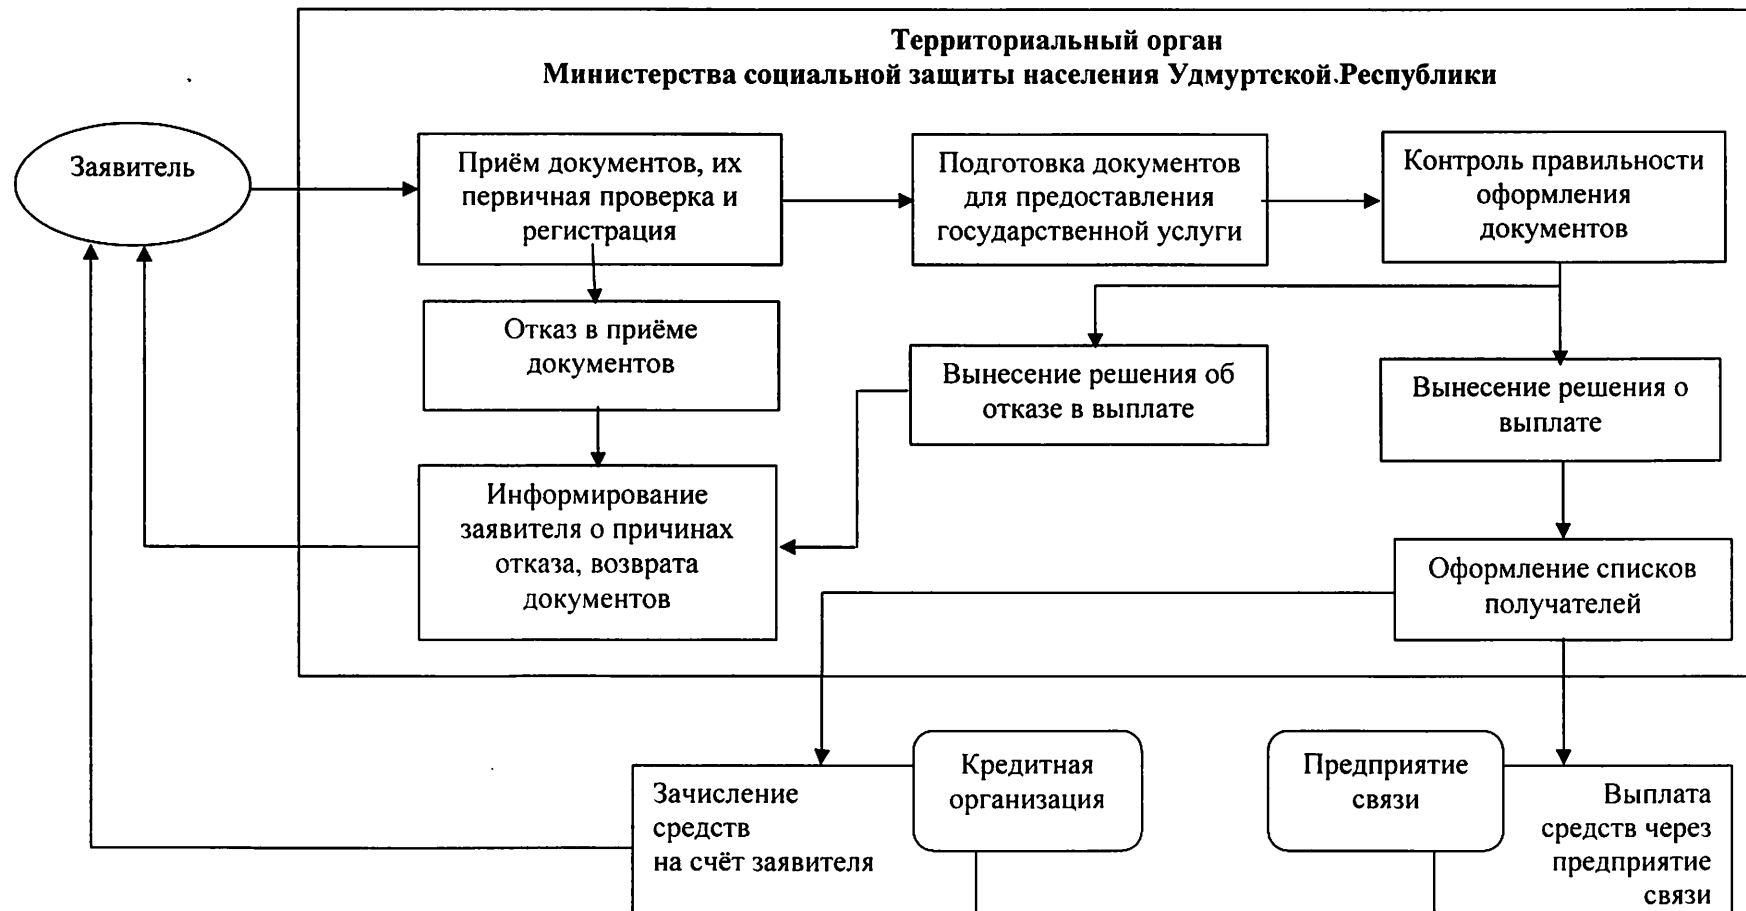 Территориальный орган
Министерства социальной защиты населения Удмуртской Республики
Заявитель
Приём документов, их
первичная проверка и
регистрация
Подготовка документов
для предоставления
государственной услуги
Контроль правильности
оформления
документов
Отказ в приёме
документов
Вынесение решения об
отказе в выплате
Вынесение решения о
выплате
Информирование
заявителя о причинах
отказа, возврата
документов
Оформление списков
получателей
Зачисление
средств
на счёт заявителя
Кредитная
организация
Предприятие
связи
Выплата
средств через
предприятие
связи